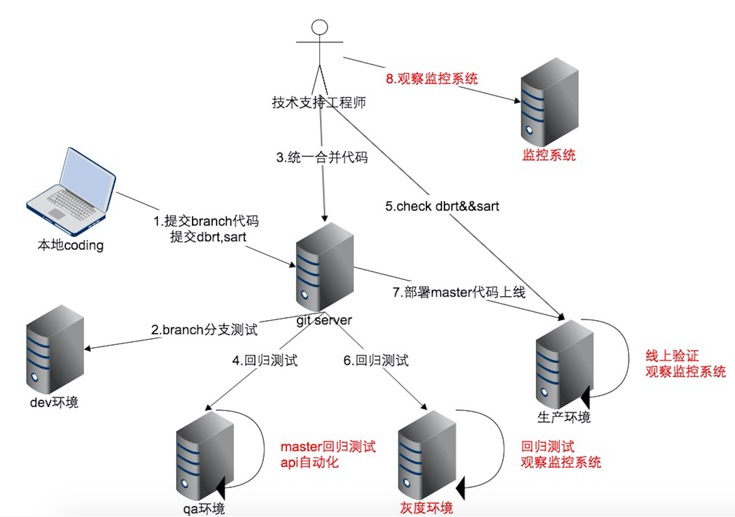 8.观察监控系统
技术支持工程师
监控系统
3.统一合并代码
1.提交branch代码
提交dbrt,sart
5.check dbrt&&sart
本地coding
7.部署master代码上线
git server
2.branch分支测试
4.回归测试
6.回归测试
线上验证
观察监控系统
dev环境
生产环境
master回归测试
api自动化
回归测试
观察监控系统
qa环境
灰度环境